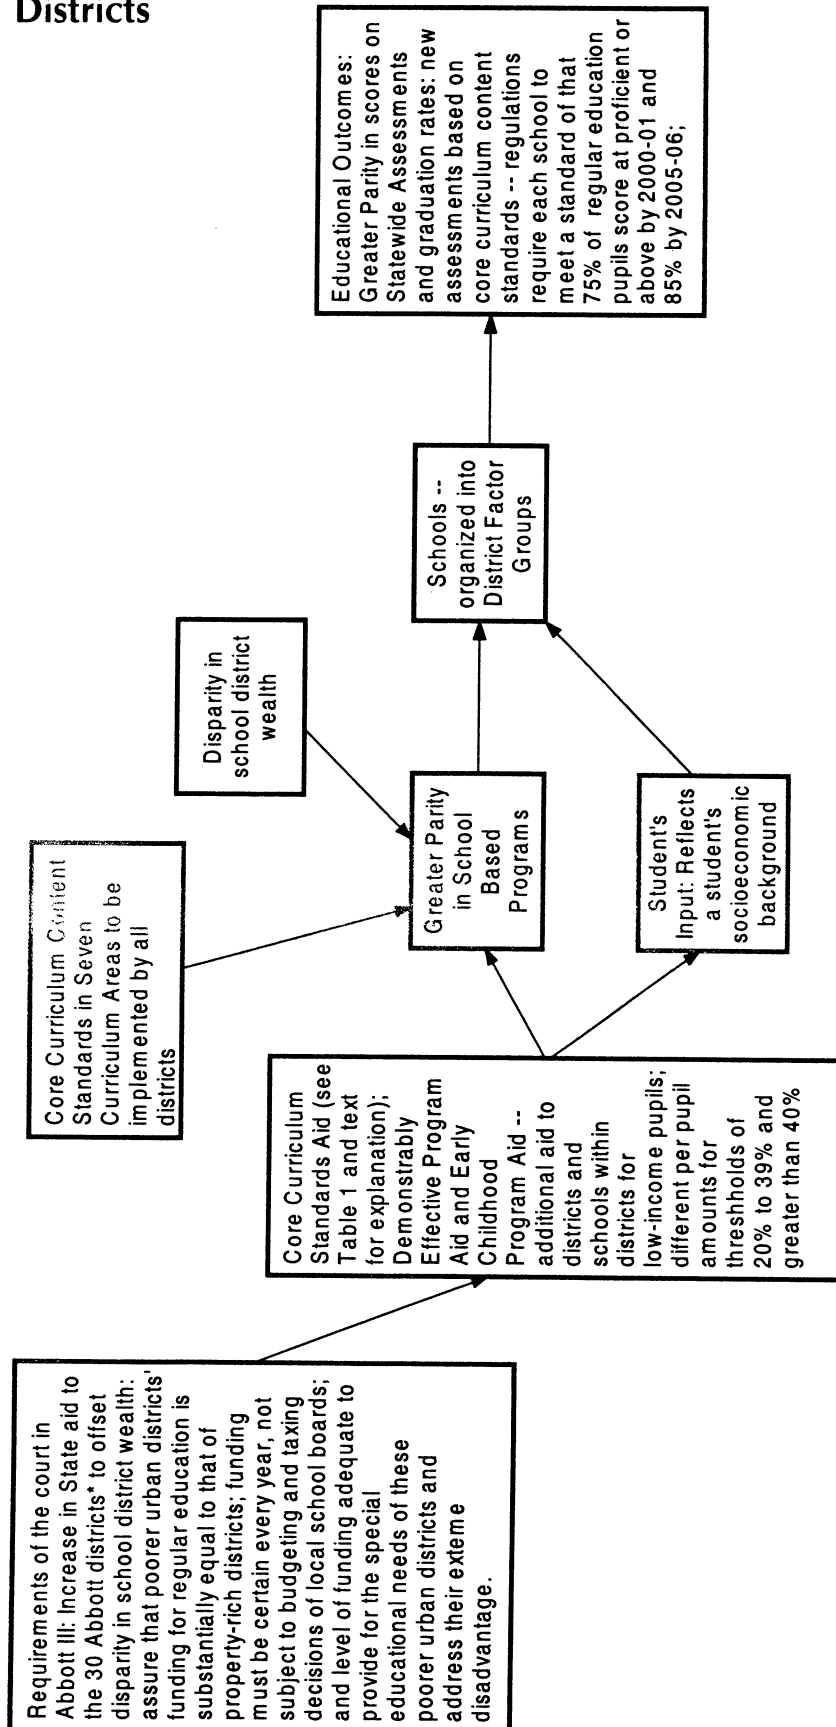 Districts
Requirements of the court in
Abbott III: Increase in State aid to
the 30 Abbott districts* to offset
disparity in school district wealth:
assure that poorer urban districts'
funding for regular education is
substantially equal to that of
property-rich districts; funding
must be certain every year, not
subject to budgeting and taxing
decisions of local school boards;
and level of funding adequate to
provide for the special
educational needs of these
poorer urban districts and
address their exteme
disadvantage.
Core Curriculum
Standards Aid (see
Table 1 and text
for explanation);
Demonstrably
Effective Program
Aid and Early
Childhood
Program Aid --
additional aid to
districts and
schools within
districts for
low-income pupils;
different per pupil
amounts for
threshholds of
20% to 39% and
greater than 40%
Core Curriculum Content
Standards in Seven
Curriculum Areas to be
implemented by all
districts
Disparity in
school district
wealth
Greater Parity
in School
Based
Programs
Student's
Input: Reflects
a student's
socioeconomic
background
Schools --
organized into
District Factor
Groups
Educational Outcomes:
Greater Parity in scores on
Statewide Assessments
and graduation rates: new
assessments based on
core curriculum content
standards -- regulations
require each school to
meet a standard of that
75% of regular education
pupils score at proficient or
above by 2000-01 and
85% by 2005-06;